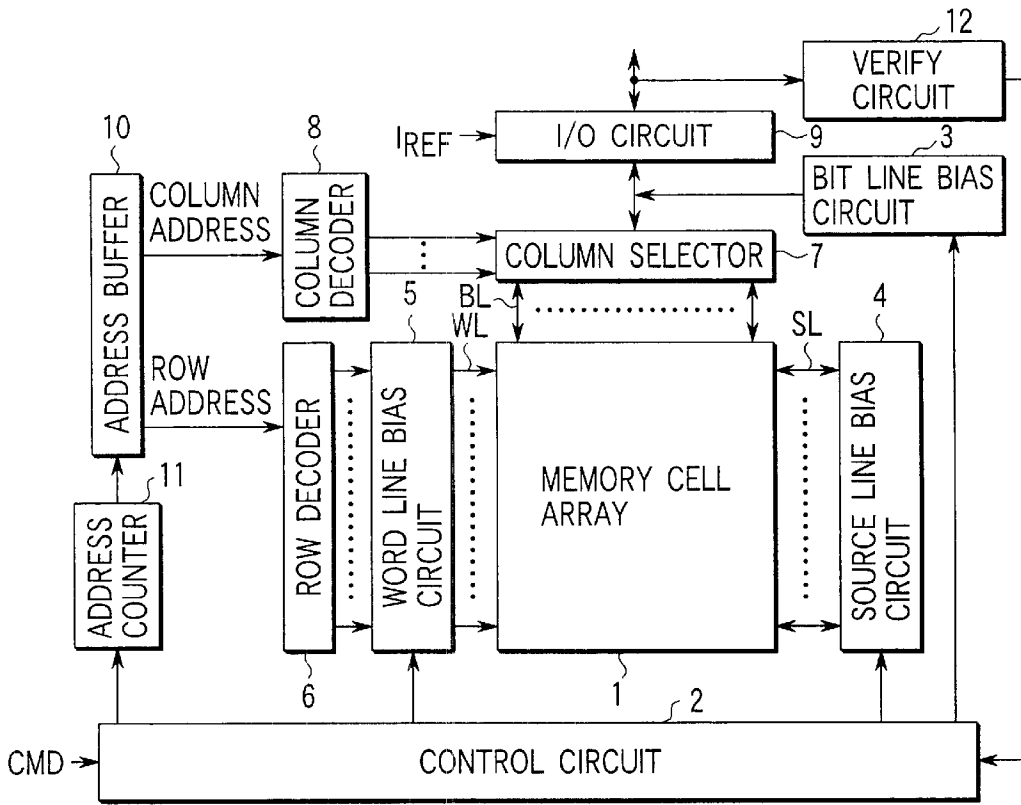 12
VERIFY
CIRCUIT
10
8
I/O CIRCUIT
IREF
9
3
COLUMN
ADDRESS
BIT LINE BIAS
CIRCUIT
ADDRESS BUFFER
COLUMN
DECODER
COLUMN SELECTOR
7
5
BL
WL
SL
4
ROW
ADDRESS
11
ADDRESS
COUNTER
ROW DECODER
WORD LINE BIAS
CIRCUIT
MEMORY CELL
ARRAY
SOURCE LINE BIAS
CIRCUIT
6
1
2
CMD
CONTROL CIRCUIT